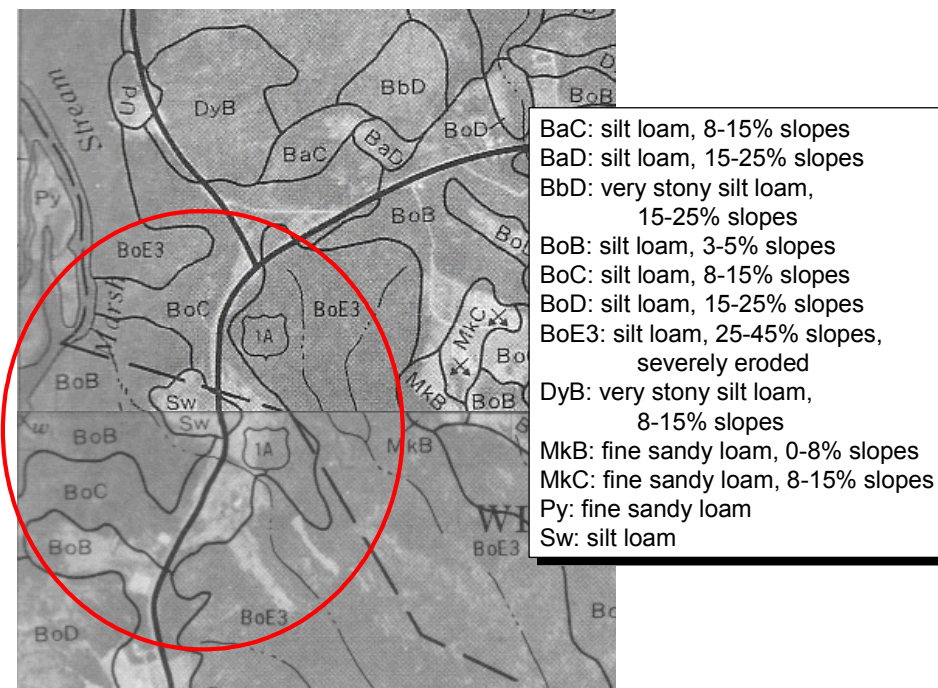 Stream
Up
DyB
BbD
BoB
BoD
BaC
BaD
Py
BoB
BoE3
Marsh
BoC
BoE3
1A
MkC
BoB
MkB
BoB
Sw
Sw
BoB
1A
MkB
BoC
BoB
BoE3
BoE3
BoD
BaC: silt loam, 8-15% slopes
BaD: silt loam, 15-25% slopes
BbD: very stony silt loam,
15-25% slopes
BoB: silt loam, 3-5% slopes
BoC: silt loam, 8-15% slopes
BoD: silt loam, 15-25% slopes
BoE3: silt loam, 25-45% slopes,
severely eroded
DyB: very stony silt loam,
8-15% slopes
MkB: fine sandy loam, 0-8% slopes
MkC: fine sandy loam, 8-15% slopes
Py: fine sandy loam
Sw: silt loam